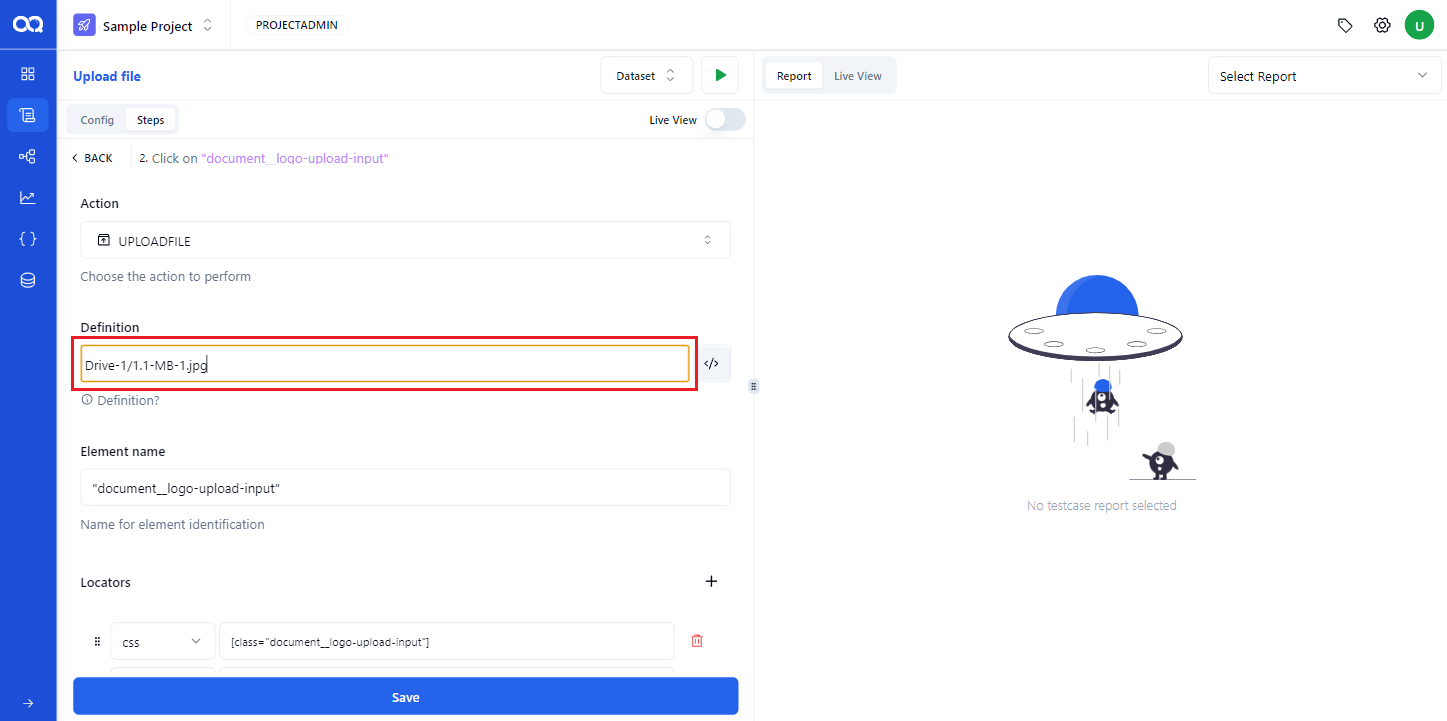 Sample Project
PROJECTADMIN
U
Upload file
Dataset
Report
Live View
Select Report
Config
Steps
Live View
BACK
2. Click on "document__logo-upload-input"
Action
UPLOADFILE
Choose the action to perform
Definition
Drive-1/1.1-MB-1.jpg
</>
Definition?
Element name
"document__logo-upload-input"
Name for element identification
Locators
css
[class="document__logo-upload-input"]
Save
No testcase report selected